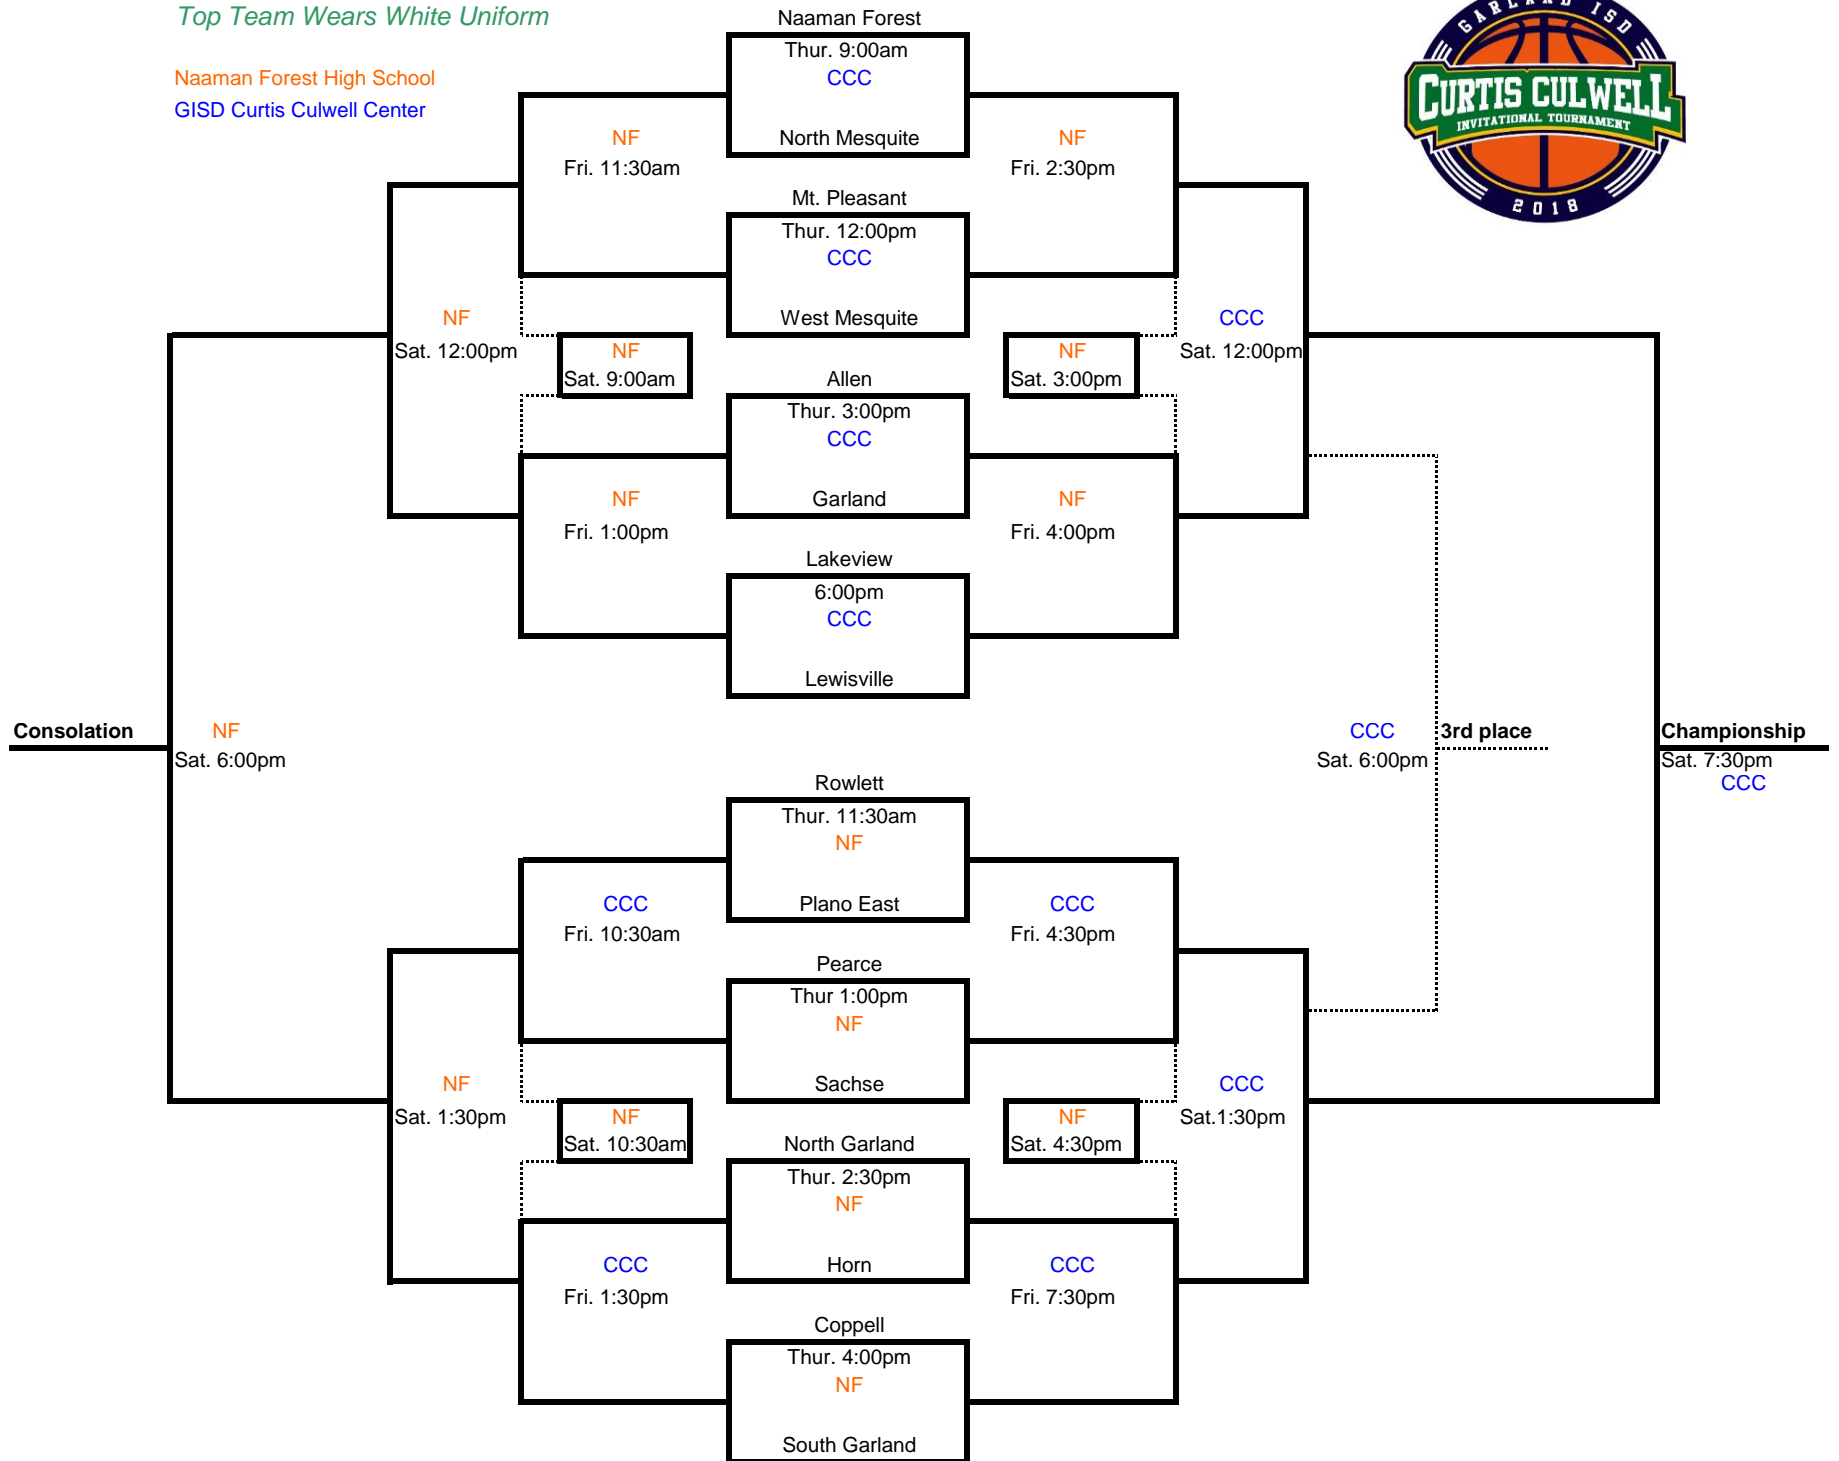 Top Team Wears White Uniform
Naaman Forest High School
GISD Curtis Culwell Center
GARLAND ISD
CURTIS CULWELL
INVITATIONAL TOURNAMENT
2018
Naaman Forest
Thur. 9:00am
CCC
North Mesquite
NF
Fri. 11:30am
NF
Fri. 2:30pm
Mt. Pleasant
Thur. 12:00pm
CCC
West Mesquite
NF
Sat. 12:00pm
CCC
Sat. 12:00pm
NF
Sat. 9:00am
NF
Sat. 3:00pm
Allen
Thur. 3:00pm
CCC
Garland
NF
Fri. 1:00pm
NF
Fri. 4:00pm
Lakeview
6:00pm
CCC
Lewisville
Consolation
NF
Sat. 6:00pm
CCC
Sat. 6:00pm
3rd place
Championship
Sat. 7:30pm
CCC
Rowlett
Thur. 11:30am
NF
Plano East
CCC
Fri. 10:30am
CCC
Fri. 4:30pm
Pearce
Thur 1:00pm
NF
Sachse
NF
Sat. 1:30pm
CCC
Sat.1:30pm
NF
Sat. 10:30am
NF
Sat. 4:30pm
North Garland
Thur. 2:30pm
NF
Horn
CCC
Fri. 1:30pm
CCC
Fri. 7:30pm
Coppell
Thur. 4:00pm
NF
South Garland